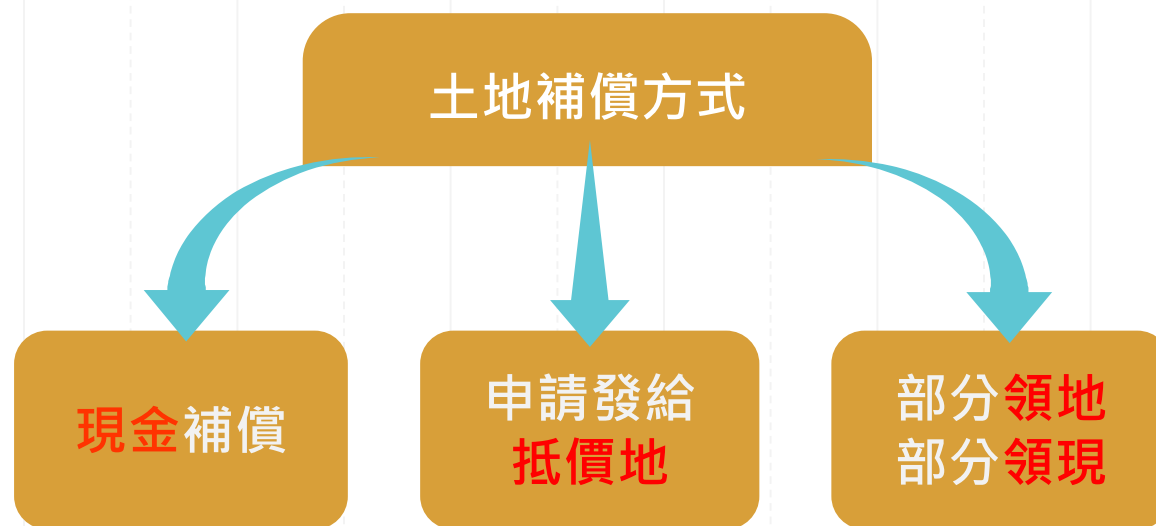 土地補償方式
現金補償
申請發給
抵價地
部分領地
部分領現